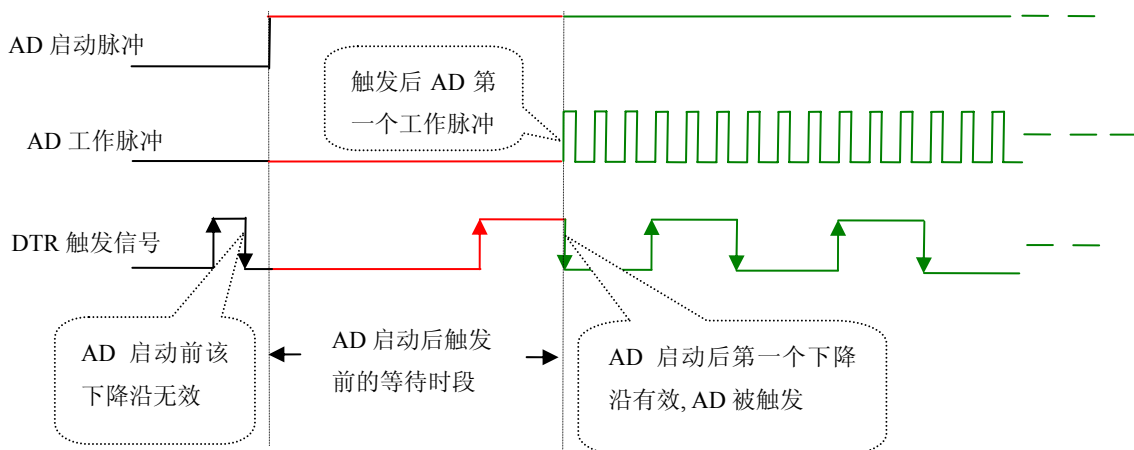 AD 启动脉冲
触发后 AD 第
一个工作脉冲
AD 工作脉冲
DTR 触发信号
AD 启动前该
下降沿无效
AD 启动后触发
前的等待时段
AD 启动后第一个下降
沿有效, AD 被触发